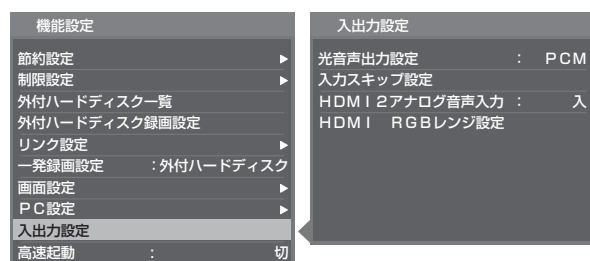 機能設定
節約設定
制限設定
外付ハードディスク一覧
外付ハードディスク録画設定
リンク設定
一発録画設定 :外付ハードディスク
画面設定
PC設定
入出力設定
高速起動 : 切
入出力設定
光音声出力設定 : PCM
入力スキップ設定
HDMI2アナログ音声入力 : 入
HDMI RGBレンジ設定